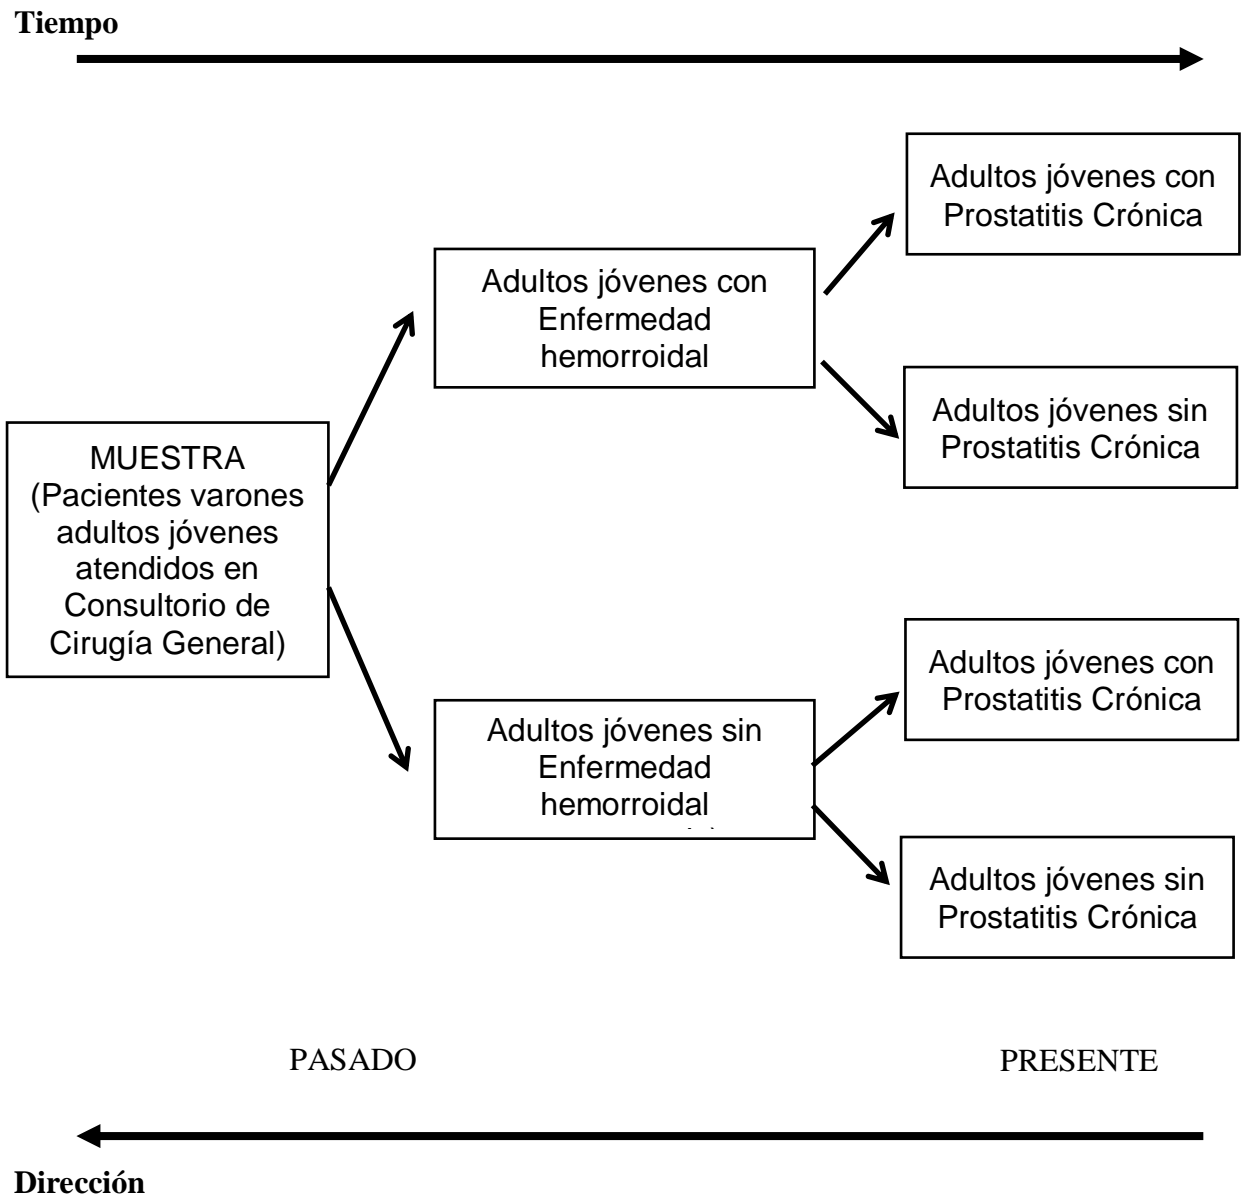 Tiempo
Adultos jóvenes con
Prostatitis Crónica
Adultos jóvenes con
Enfermedad
hemorroidal
Adultos jóvenes sin
Prostatitis Crónica
MUESTRA
(Pacientes varones
adultos jóvenes
atendidos en
Consultorio de
Cirugía General)
Adultos jóvenes con
Prostatitis Crónica
Adultos jóvenes sin
Enfermedad
hemorroidal
Adultos jóvenes sin
Prostatitis Crónica
PASADO
PRESENTE
Dirección